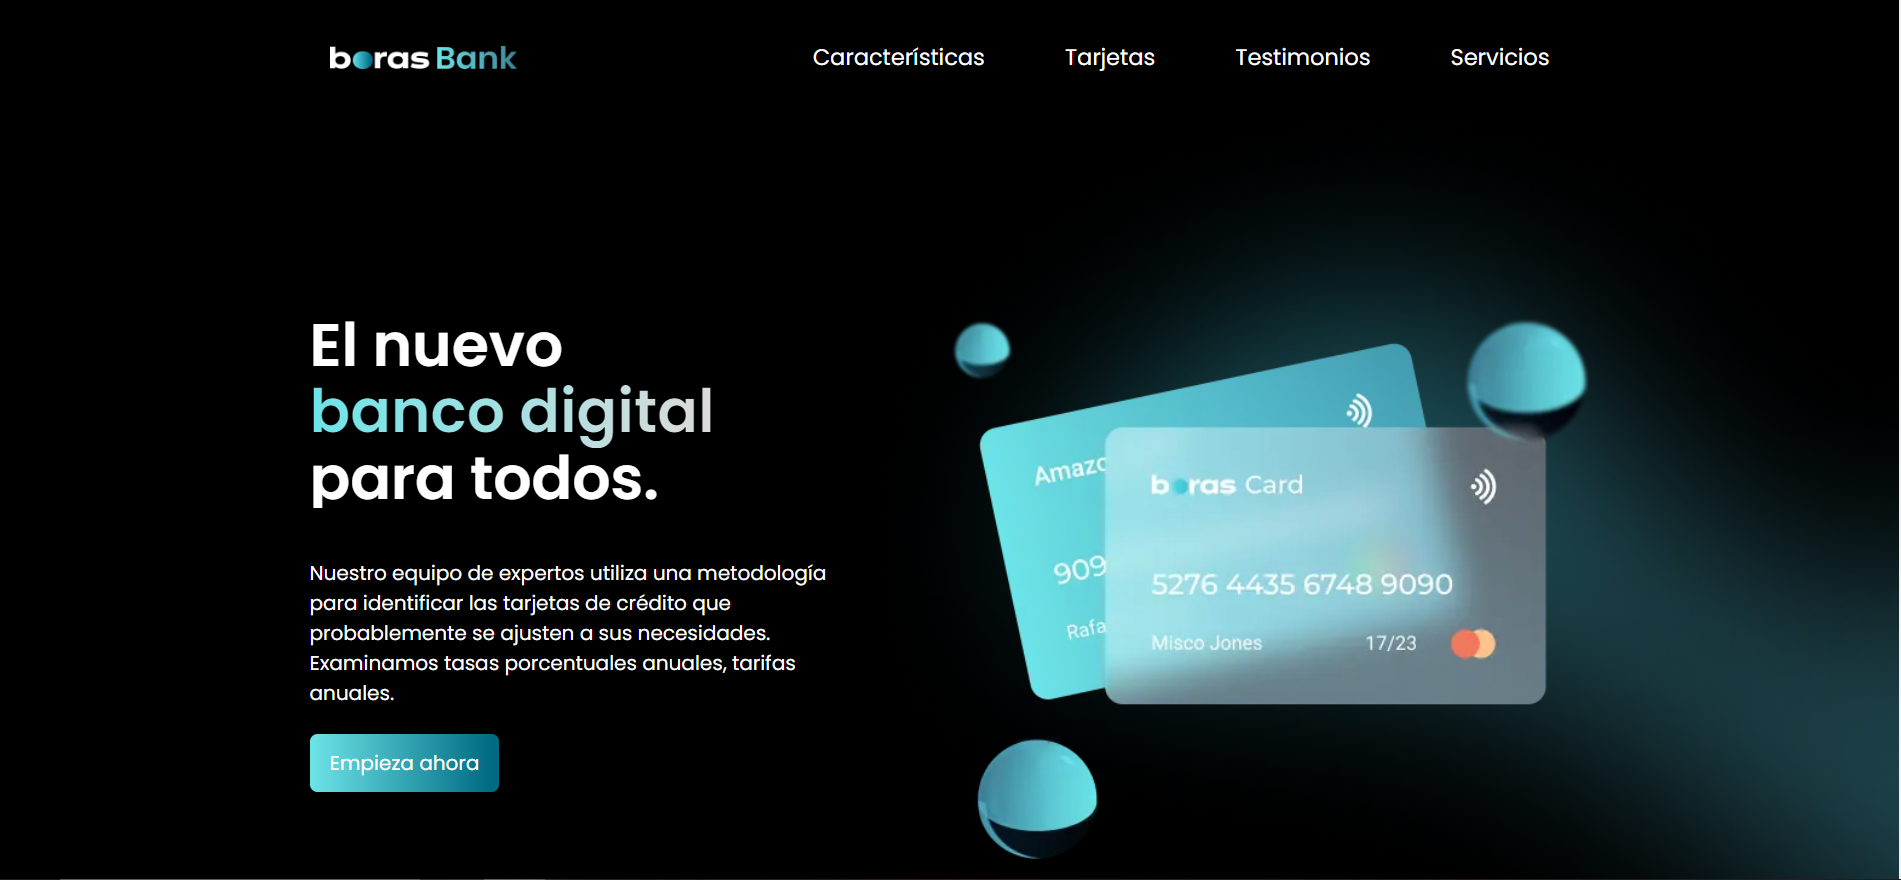 boras Bank
Características
Tarjetas
Testimonios
Servicios
El nuevo
banco digital
para todos.
Nuestro equipo de expertos utiliza una metodología
para identificar las tarjetas de crédito que
probablemente se ajusten a sus necesidades.
Examinamos tasas porcentuales anuales, tarifas
anuales.
Empieza ahora
Amazo
909
Rafa
boras Card
5276 4435 6748 9090
Misco Jones 17/23